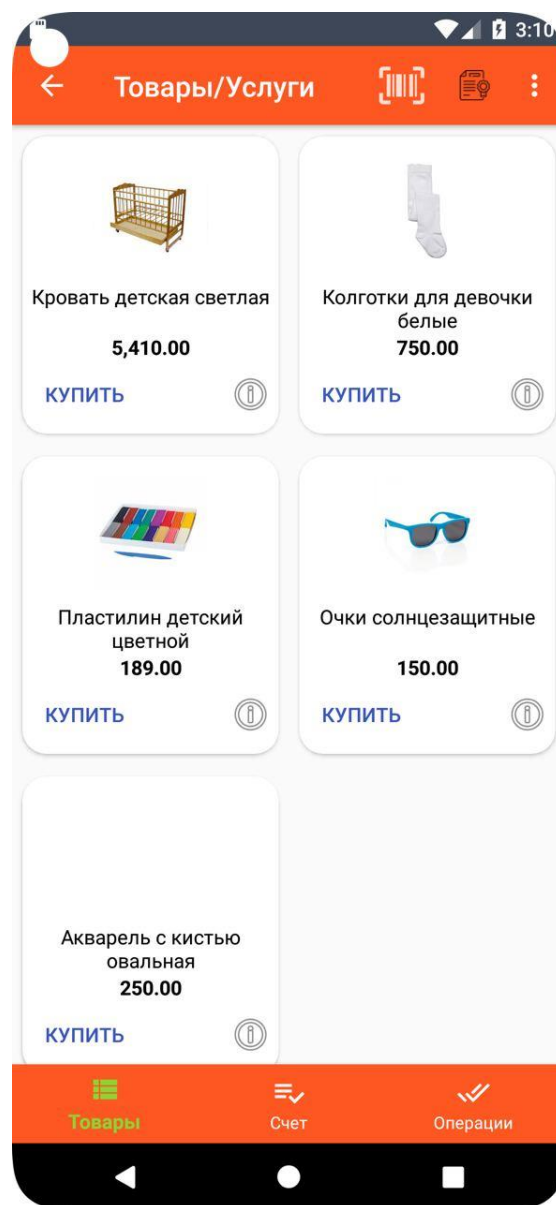 3:10
Товары/Услуги
Кровать детская светлая
5,410.00
КУПИТЬ
Колготки для девочки
белые
750.00
КУПИТЬ
Пластилин детский
цветной
189.00
КУПИТЬ
Очки солнцезащитные
150.00
КУПИТЬ
Акварель с кистью
овальная
250.00
КУПИТЬ
Товары
Счет
Операции